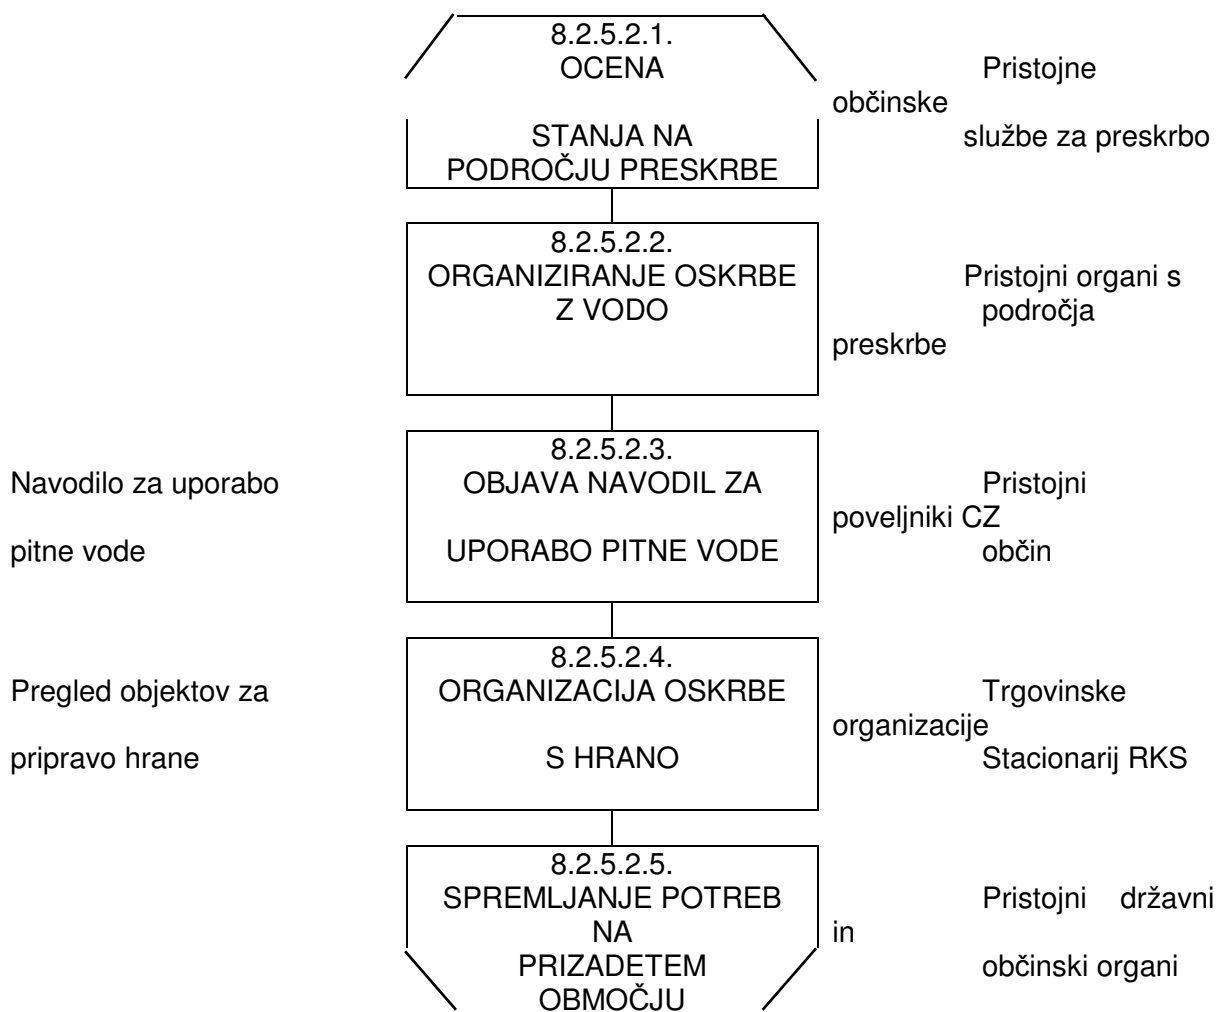 8.2.5.2.1.
OCENA
Pristojne
občinske
STANJA NA
službe za preskrbo
PODROČJU PRESKRBE
8.2.5.2.2.
ORGANIZIRANJE OSKRBE
Pristojni organi s
Z VODO
področja
preskrbe
8.2.5.2.3.
Navodilo za uporabo
OBJAVA NAVODIL ZA
Pristojni
poveljniki CZ
pitne vode
UPORABO PITNE VODE
občin
8.2.5.2.4.
Pregled objektov za
ORGANIZACIJA OSKRBE
Trgovinske
organizacije
pripravo hrane
S HRANO
Stacionarij RKS
8.2.5.2.5.
SPREMLJANJE POTREB
Pristojni državni
NA
in
PRIZADETEM
občinski organi
OBMOČJU